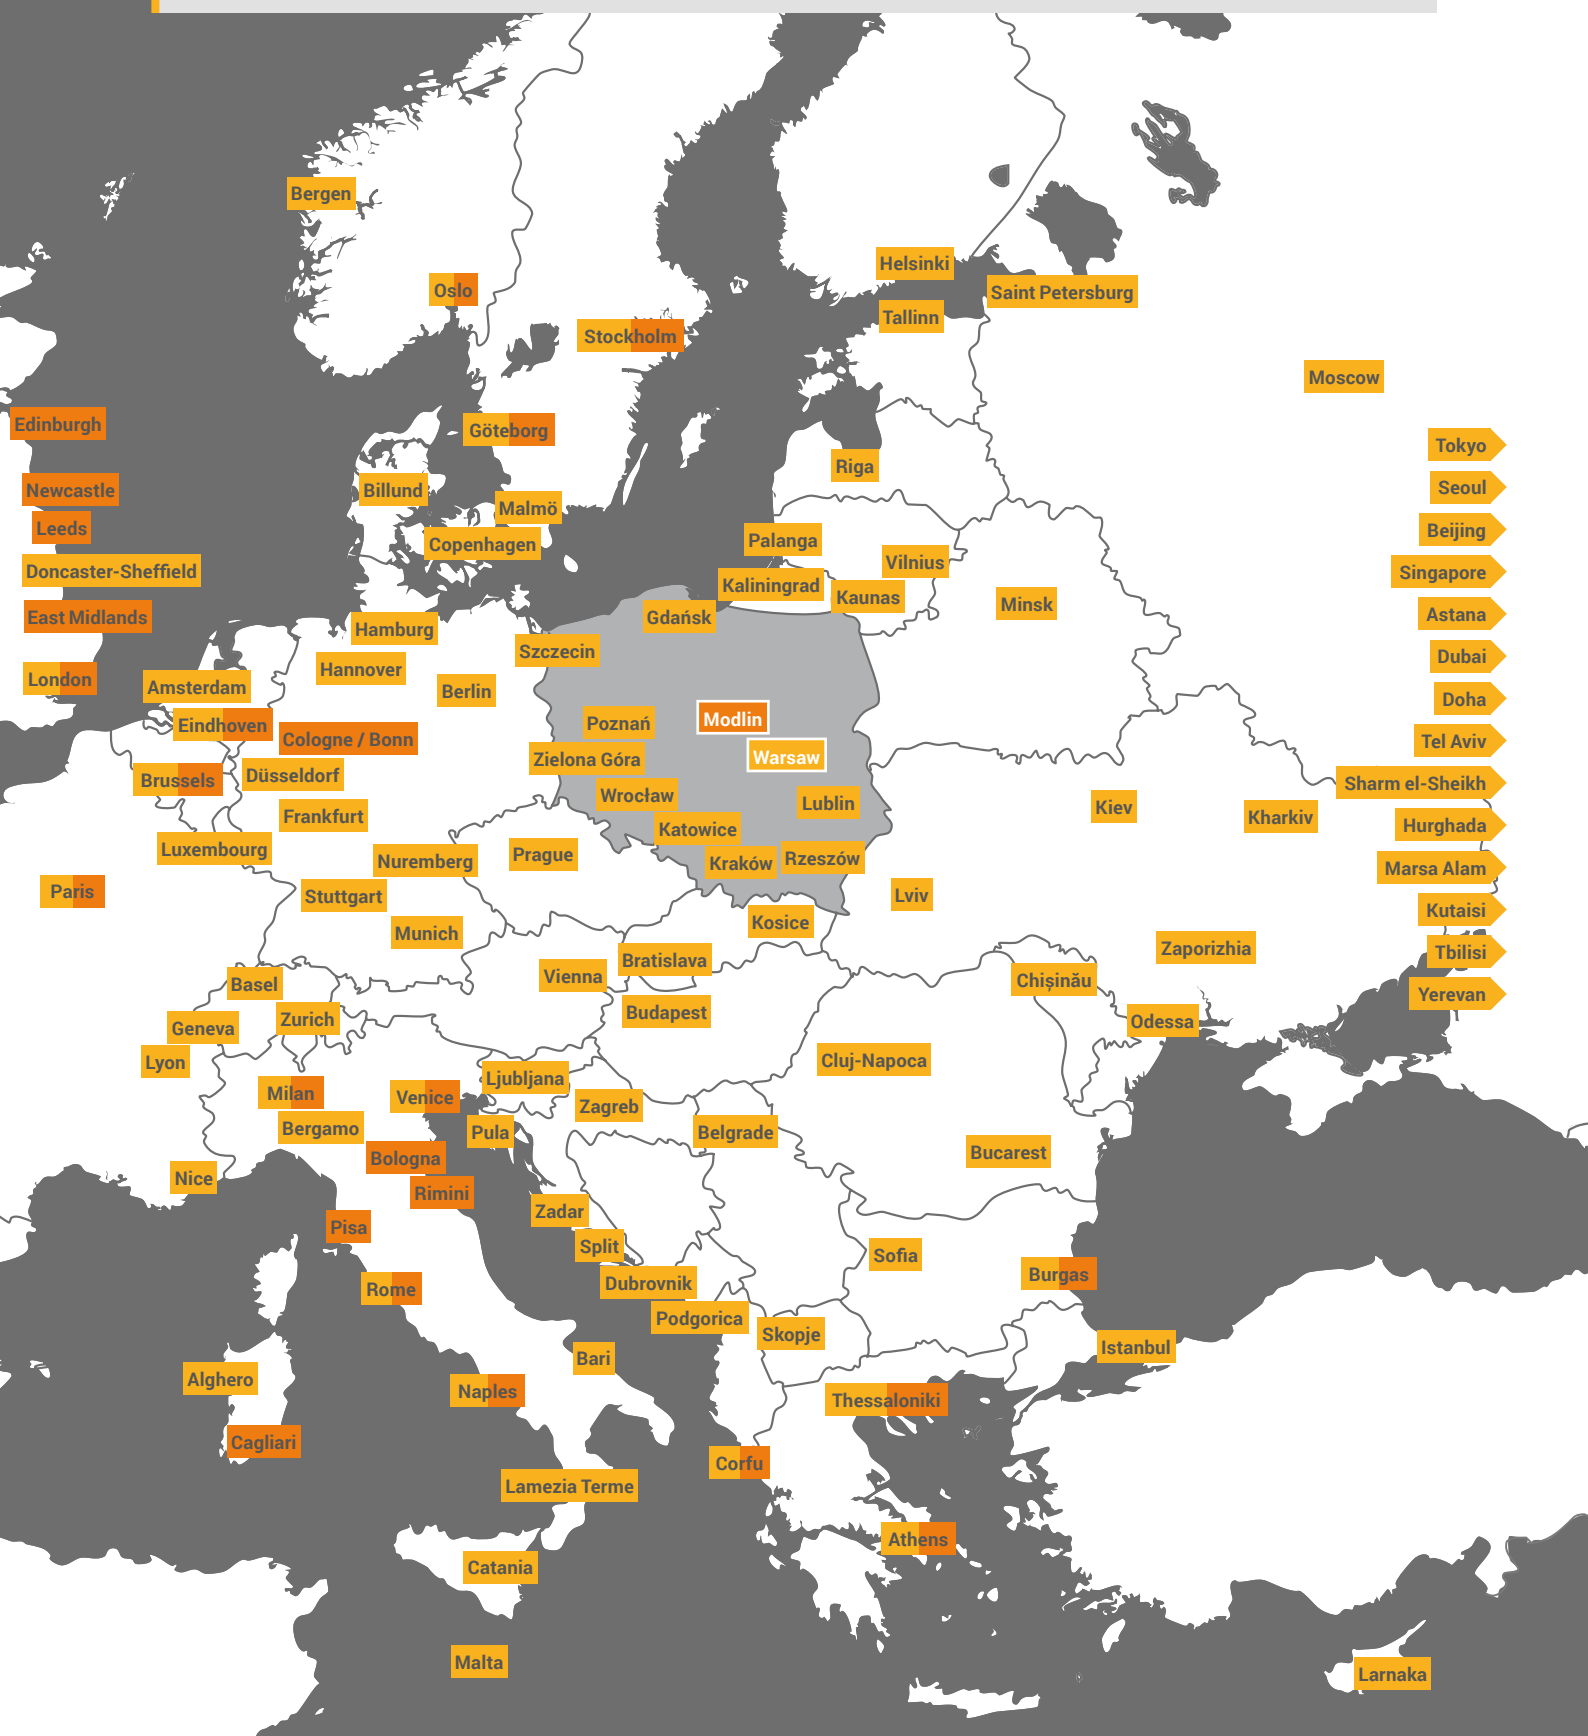 Bergen
Helsinki
Oslo
Saint Petersburg
Tallinn
Stockholm
Moscow
Edinburgh
Göteborg
Tokyo
Riga
Seoul
Newcastle
Billund
Malmö
Leeds
Beijing
Palanga
Copenhagen
Vilnius
Doncaster-Sheffield
Singapore
Kaliningrad
Kaunas
Minsk
Astana
East Midlands
Gdańsk
Hamburg
Szczecin
Dubai
Hannover
London
Amsterdam
Berlin
Doha
Modlin
Eindhoven
Poznań
Cologne / Bonn
Tel Aviv
Warsaw
Zielona Góra
Brussels
Düsseldorf
Sharm el-Sheikh
Wrocław
Lublin
Kiev
Frankfurt
Kharkiv
Hurghada
Katowice
Luxembourg
Prague
Rzeszów
Nuremberg
Kraków
Marsa Alam
Paris
Stuttgart
Lviv
Kutaisi
Kosice
Munich
Zaporizhia
Tbilisi
Bratislava
Vienna
Chișinău
Basel
Yerevan
Budapest
Zurich
Odessa
Geneva
Lyon
Cluj-Napoca
Ljubljana
Milan
Venice
Zagreb
Bergamo
Pula
Belgrade
Bucarest
Bologna
Nice
Rimini
Zadar
Pisa
Split
Sofia
Burgas
Dubrovnik
Rome
Podgorica
Skopje
Istanbul
Bari
Alghero
Naples
Thessaloniki
Cagliari
Corfu
Lamezia Terme
Athens
Catania
Malta
Larnaka